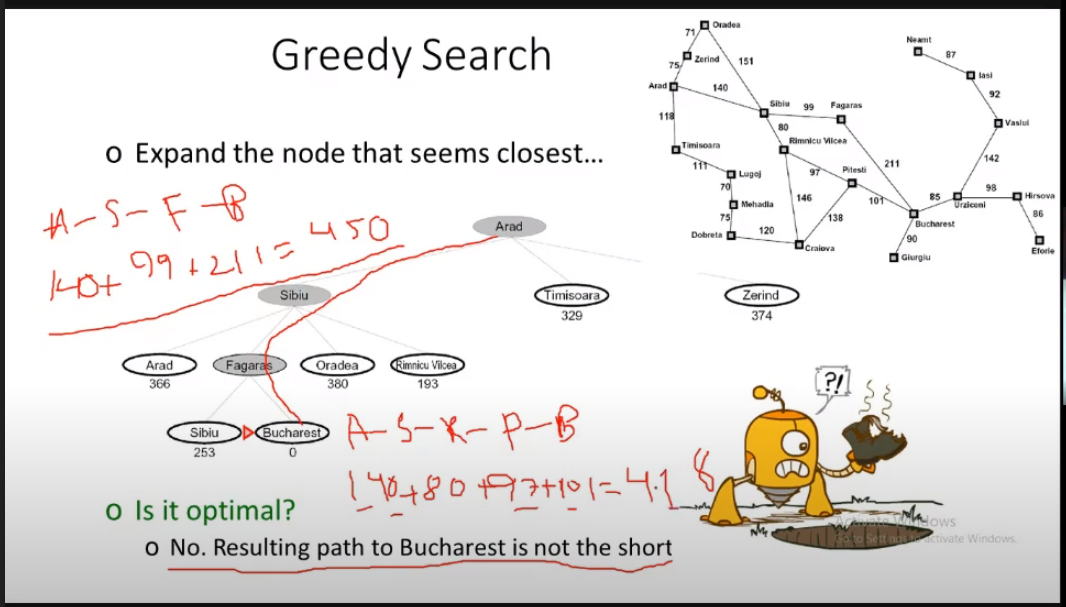 Greedy Search
o Expand the node that seems closest...
A-S-F-B
140+99+211=450
Arad
Sibiu
Timisoara
329
Zerind
374
Arad
366
Fagaras
Oradea
380
Rimnicu Vilcea
193
Sibiu
253
Bucharest
0
A-S-R-P-B
140+80+97+101=418
o Is it optimal?
o No. Resulting path to Bucharest is not the short
Oradea
71
Neamt
87
Zerind
75
151
Iasi
Arad
140
92
Sibiu
99
Fagaras
118
80
Vaslui
Timisoara
Rimnicu Vilcea
142
111
Lugoj
97
Pitesti
211
70
98
Mehadia
146
101
85
Urziceni
Hirsova
75
138
Bucharest
86
Dobreta
120
90
Craiova
Giurgiu
Eforie
?!
Activate Windows
Go to Settings to activate Windows.